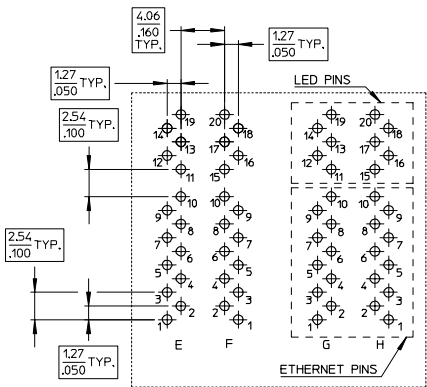 4.06
.160
TYP.
1.27
.050 TYP.
1.27
.050 TYP.
LED PINS
2.54
.100 TYP.
19 20 19 20
14 18 14 18
13 17 13 17
12 16 12 16
11 15 11 15
10 10 10 10
9 9 9 9
8 8 8 8
7 7 7 7
2.54
.100 TYP.
6 6 6 6
5 5 5 5
4 4 4 4
3 3 3 3
2 2 2 2
1 1 1 1
E F G H
1.27
.050 TYP.
ETHERNET PINS